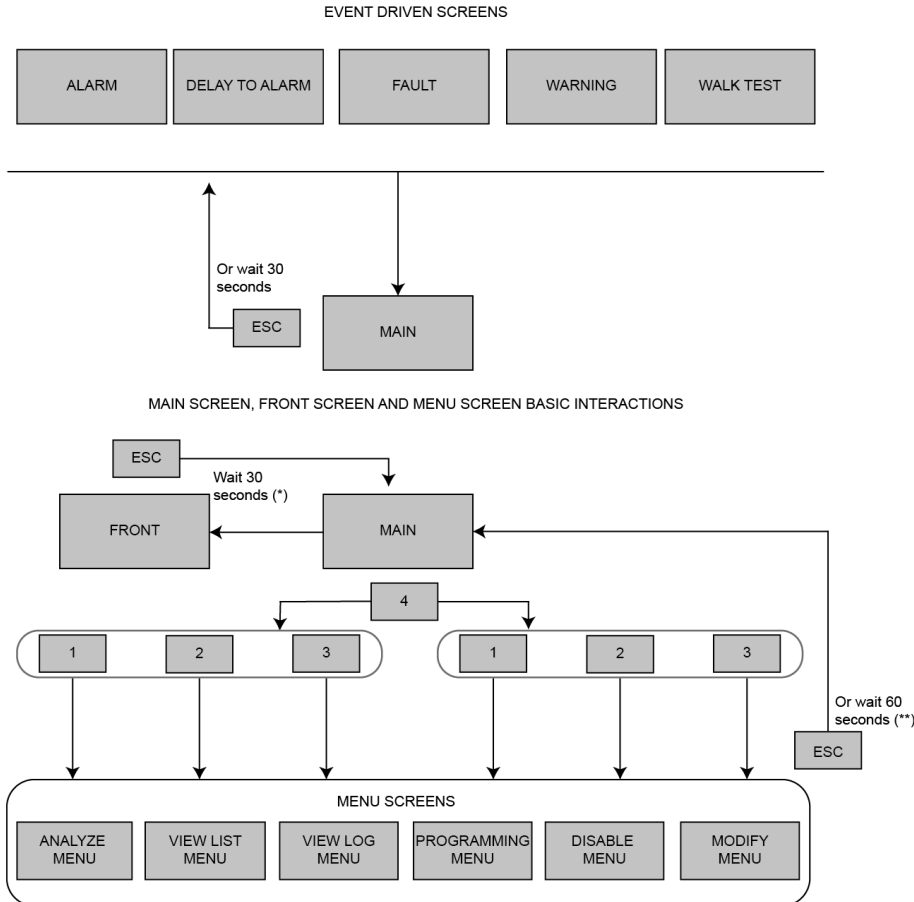 EVENT DRIVEN SCREENS
ALARM
DELAY TO ALARM
FAULT
WARNING
WALK TEST
Or wait 30
seconds
ESC
MAIN
MAIN SCREEN, FRONT SCREEN AND MENU SCREEN BASIC INTERACTIONS
ESC
Wait 30
seconds (*)
FRONT
MAIN
4
1
2
3
1
2
3
Or wait 60
seconds (**)
ESC
MENU SCREENS
ANALYZE
MENU
VIEW LIST
MENU
VIEW LOG
MENU
PROGRAMMING
MENU
DISABLE
MENU
MODIFY
MENU